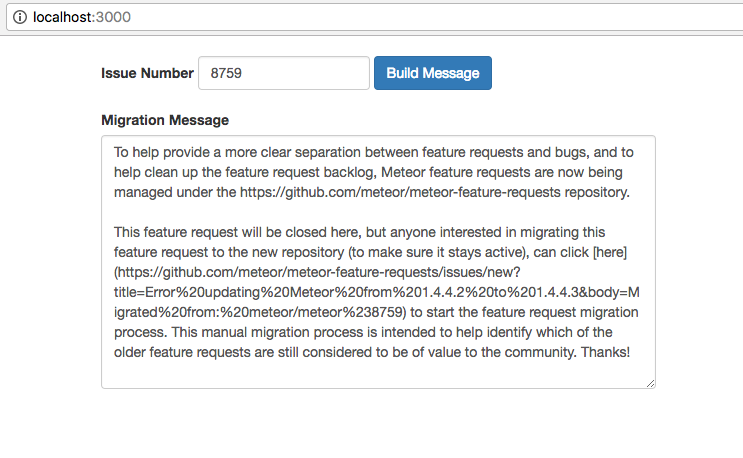 localhost:3000
Issue Number 8759 Build Message
Migration Message
To help provide a more clear separation between feature requests and bugs, and to
help clean up the feature request backlog, Meteor feature requests are now being
managed under the https://github.com/meteor/meteor-feature-requests repository.
This feature request will be closed here, but anyone interested in migrating this
feature request to the new repository (to make sure it stays active), can click [here]
(https://github.com/meteor/meteor-feature-requests/issues/new?
title=Error%20updating%20Meteor%20from%201.4.4.2%20to%201.4.4.3&body=M
igrated%20from:%20meteor/meteor%238759) to start the feature request migration
process. This manual migration process is intended to help identify which of the
older feature requests are still considered to be of value to the community. Thanks!